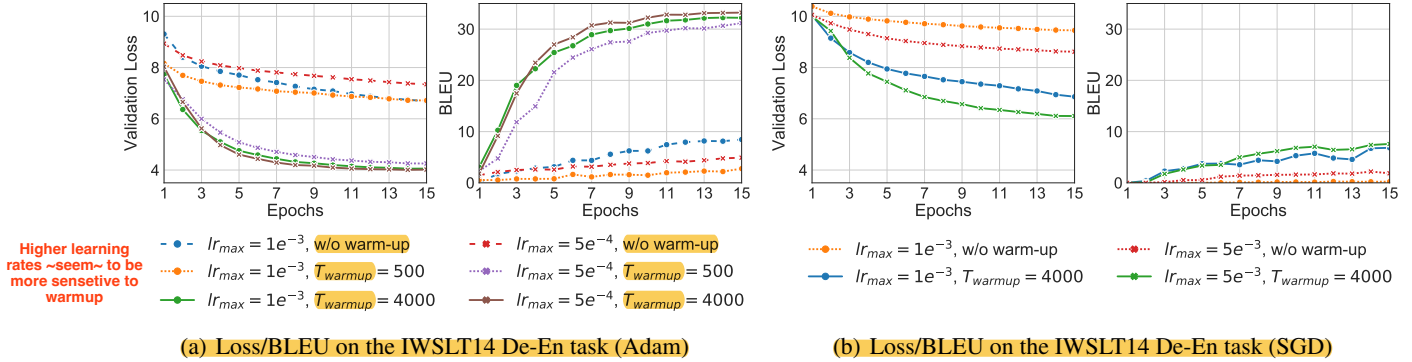 10
8
6
4
Validation Loss
1 3 5 7 9 11 13 15
Epochs
30
20
10
0
BLEU
1 3 5 7 9 11 13 15
Epochs
10
8
6
4
Validation Loss
1 3 5 7 9 11 13 15
Epochs
30
20
10
0
BLEU
1 3 5 7 9 11 13 15
Epochs
Higher learning
rates ~seem~ to be
more sensetive to
warmup
lr_max = 1e^−3, w/o warm-up
lr_max = 1e^−3, T_warmup = 500
lr_max = 1e^−3, T_warmup = 4000
lr_max = 5e^−4, w/o warm-up
lr_max = 5e^−4, T_warmup = 500
lr_max = 5e^−4, T_warmup = 4000
lr_max = 1e^−3, w/o warm-up
lr_max = 1e^−3, T_warmup = 4000
lr_max = 5e^−3, w/o warm-up
lr_max = 5e^−3, T_warmup = 4000
(a) Loss/BLEU on the IWSLT14 De-En task (Adam)
(b) Loss/BLEU on the IWSLT14 De-En task (SGD)